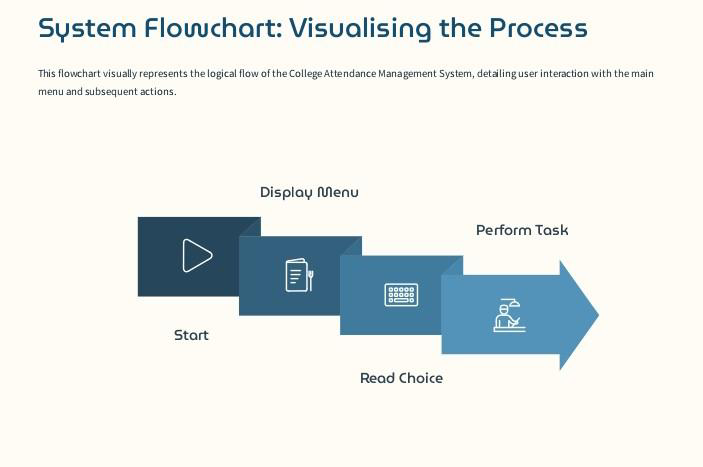 System Flowchart: Visualising the Process
This flowchart visually represents the logical flow of the College Attendance Management System, detailing user interaction with the main
menu and subsequent actions.
Display Menu
Perform Task
Start
Read Choice